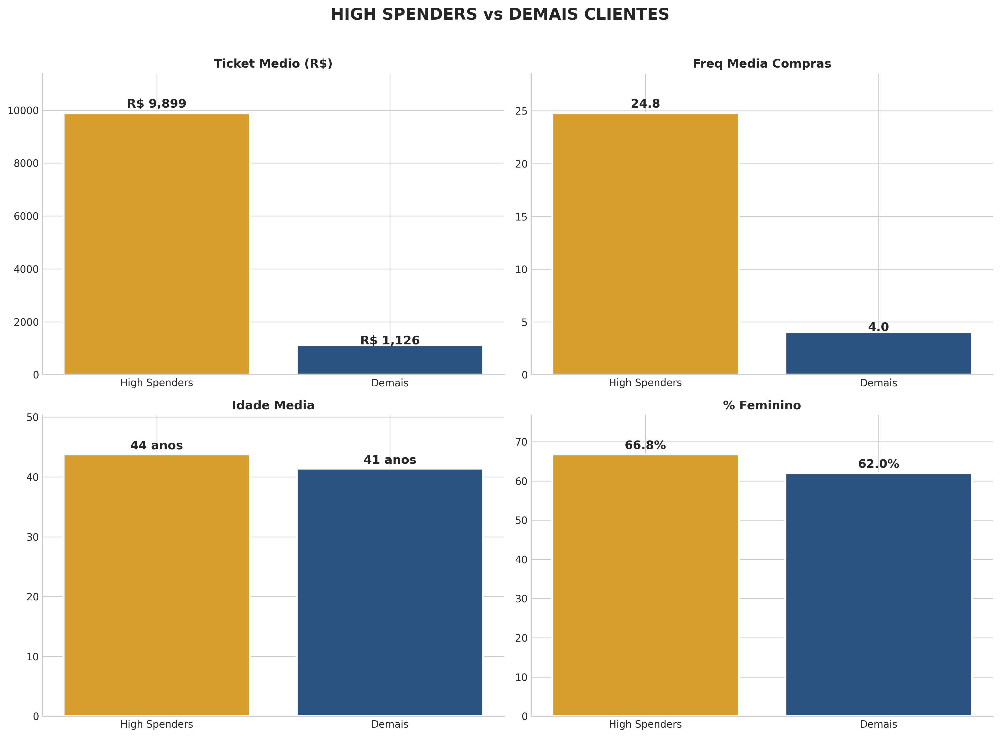 HIGH SPENDERS vs DEMAIS CLIENTES
Ticket Medio (R$)
10000
8000
6000
4000
2000
0
R$ 9,899
R$ 1,126
High Spenders
Demais
Freq Media Compras
25
20
15
10
5
0
24.8
4.0
High Spenders
Demais
Idade Media
50
40
30
20
10
0
44 anos
41 anos
High Spenders
Demais
% Feminino
70
60
50
40
30
20
10
0
66.8%
62.0%
High Spenders
Demais